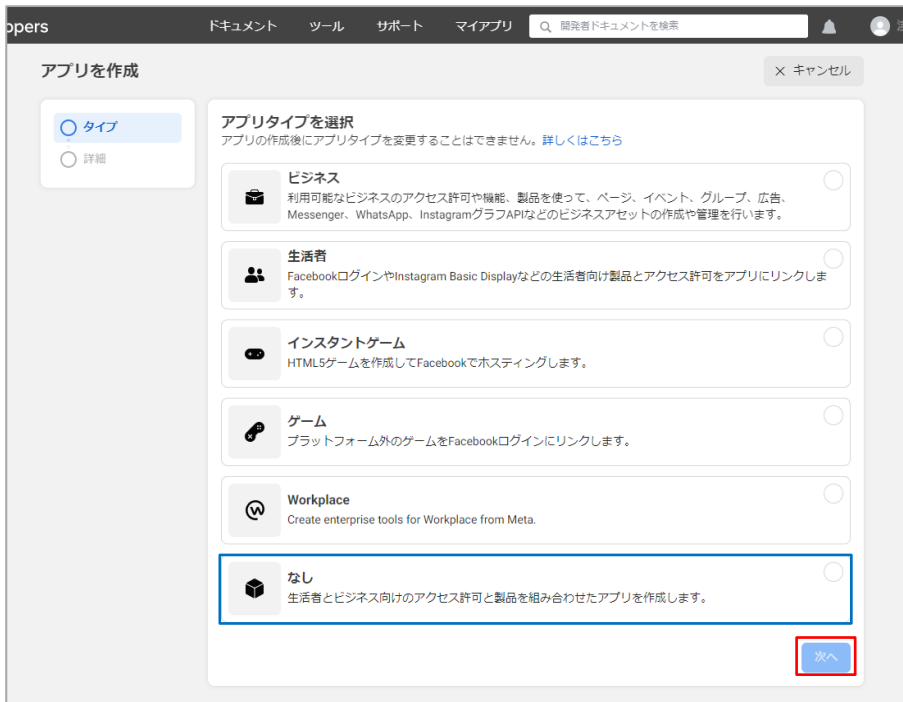 ppers
ドキュメント ツール サポート マイアプリ 開発者ドキュメントを検索
アプリを作成
× キャンセル
タイプ
詳細
アプリタイプを選択
アプリの作成後にアプリタイプを変更することはできません。詳しくはこちら
ビジネス
利用可能なビジネスのアクセス許可や機能、製品を使って、ページ、イベント、グループ、広告、
Messenger、WhatsApp、InstagramグラフAPIなどのビジネスアセットの作成や管理を行います。
生活者
FacebookログインやInstagram Basic Displayなどの生活者向け製品とアクセス許可をアプリにリンクしま
す。
インスタントゲーム
HTML5ゲームを作成してFacebookでホスティングします。
ゲーム
プラットフォーム外のゲームをFacebookログインにリンクします。
Workplace
Create enterprise tools for Workplace from Meta.
なし
生活者とビジネス向けのアクセス許可と製品を組み合わせたアプリを作成します。
次へ